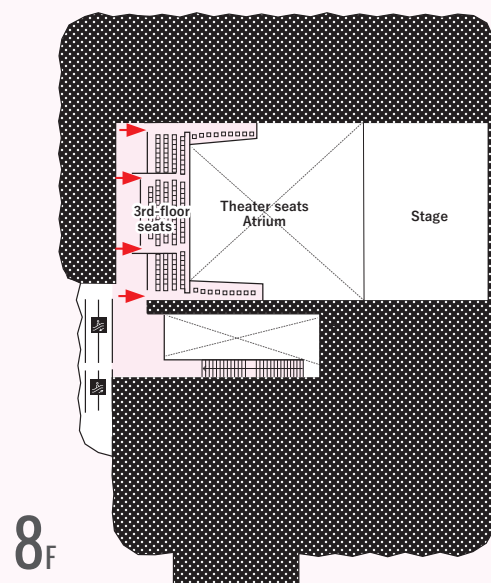 3rd-floor
seats
Theater seats
Atrium
Stage
8F